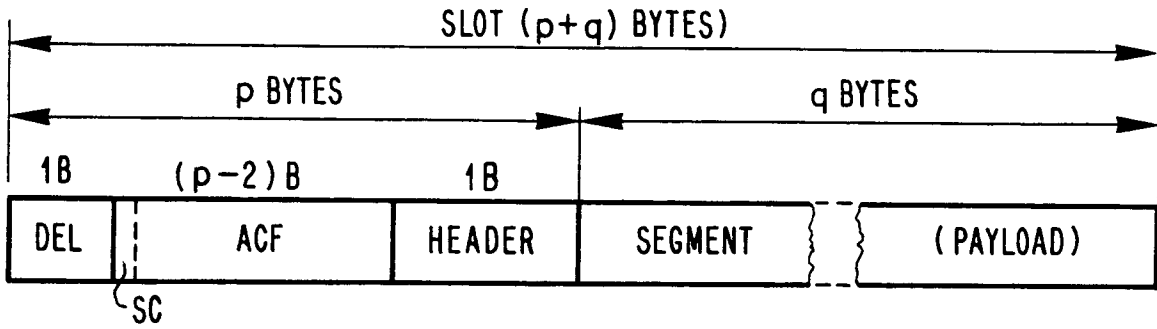 SLOT (p+q) BYTES)
p BYTES
q BYTES
1B
(p-2)B
1B
DEL
ACF
HEADER
SEGMENT
(PAYLOAD)
SC